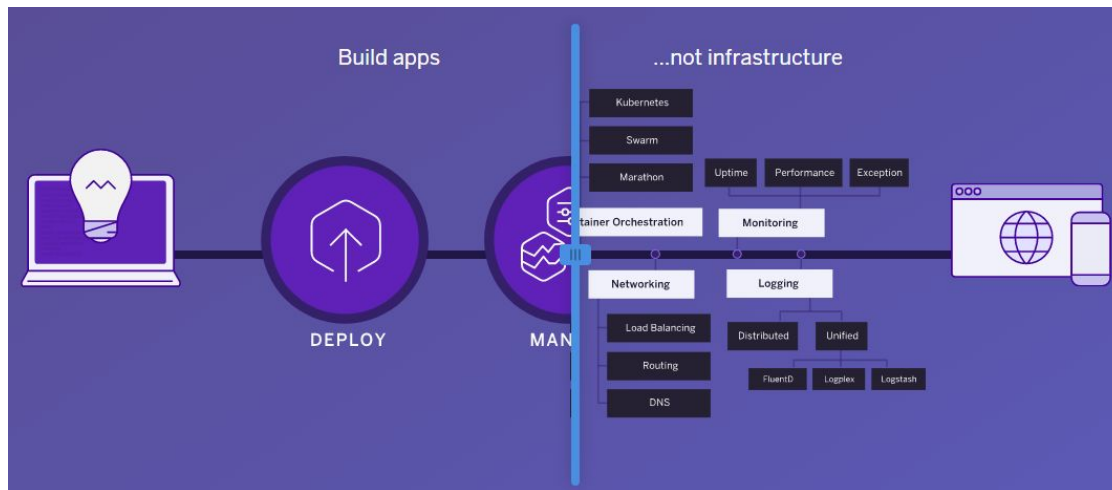 Build apps
...not infrastructure
Kubernetes
Swarm
Marathon
Uptime
Performance
Exception
tainer Orchestration
Monitoring
Networking
Logging
DEPLOY
MAN
Load Balancing
Distributed
Unified
Routing
FluentD
Logplex
Logstash
DNS